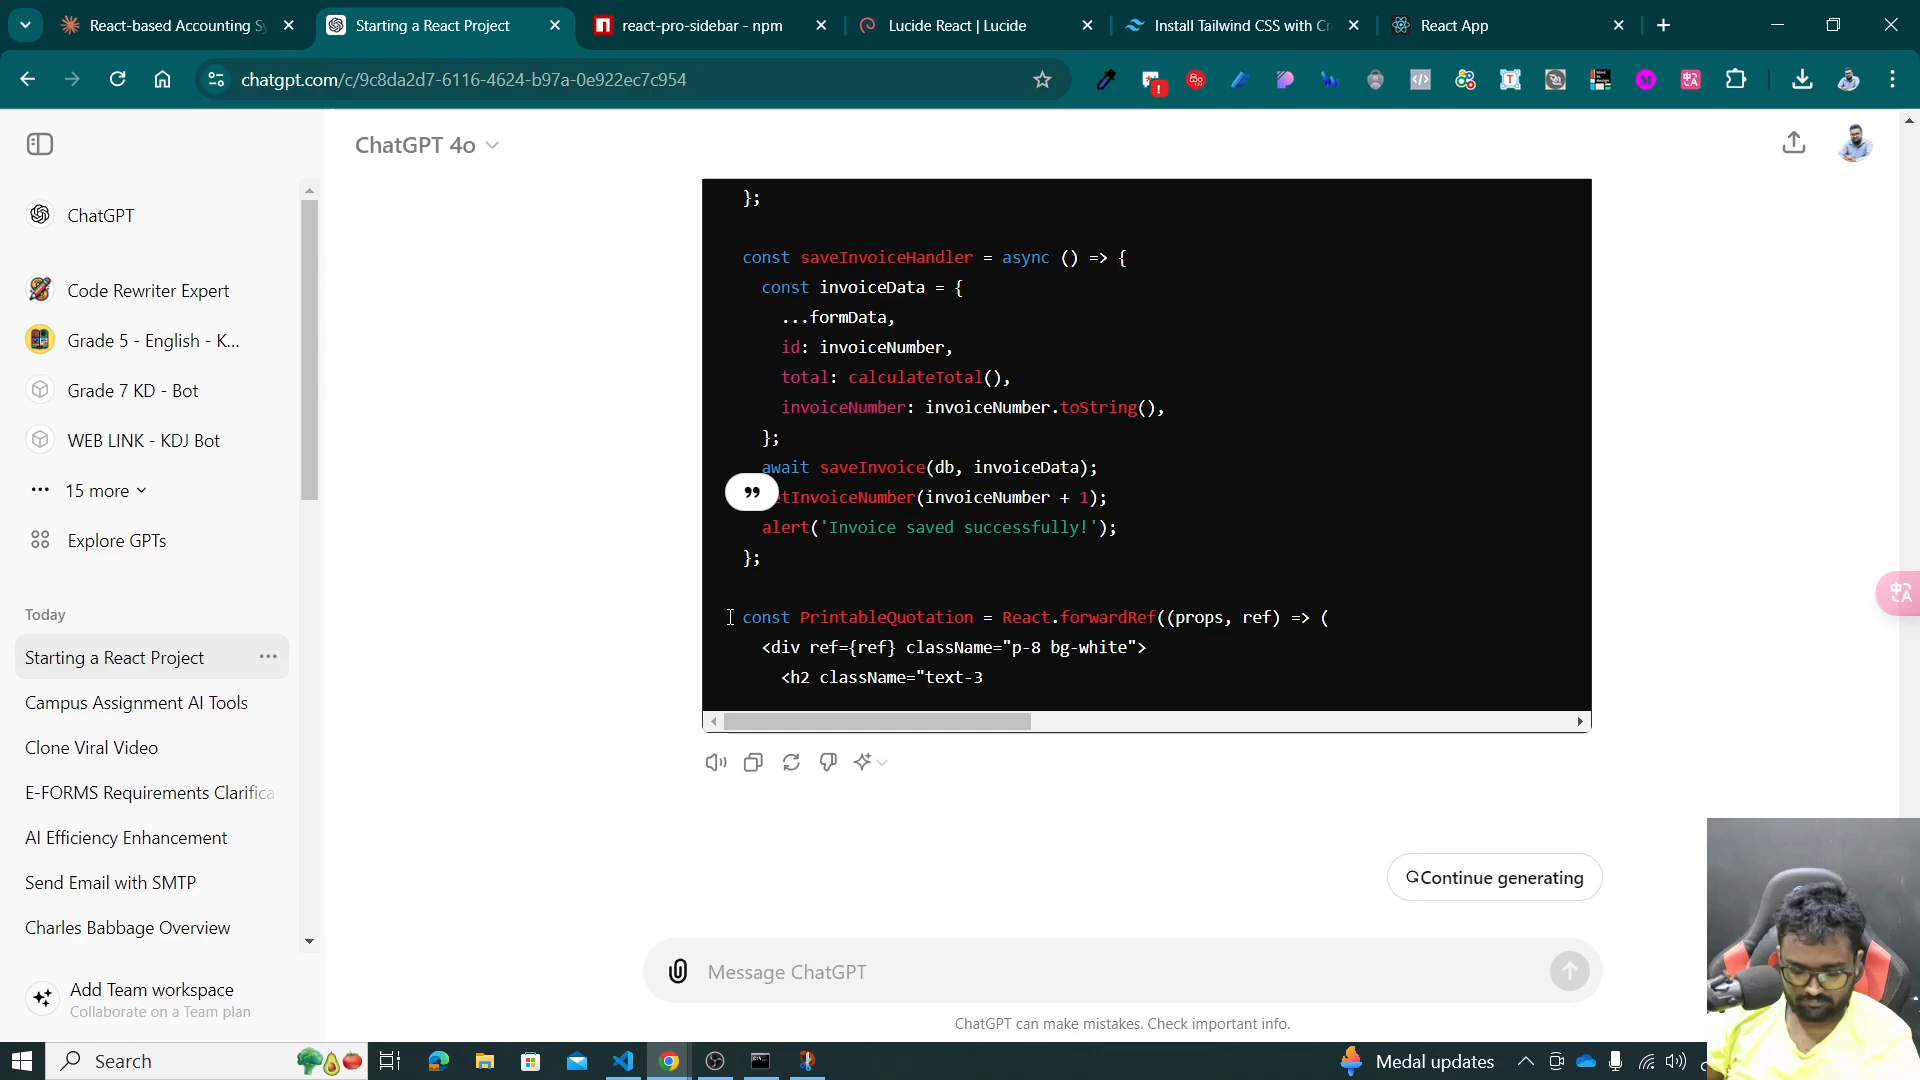 React-based Accounting Sy
Starting a React Project
react-pro-sidebar - npm
Lucide React | Lucide
Install Tailwind CSS with Cr
React App
chatgpt.com/c/9c8da2d7-6116-4624-b97a-0e922ec7c954
ChatGPT 4o
ChatGPT
Code Rewriter Expert
Grade 5 - English - K...
Grade 7 KD - Bot
WEB LINK - KDJ Bot
15 more
Explore GPTs
Today
Starting a React Project
Campus Assignment AI Tools
Clone Viral Video
E-FORMS Requirements Clarifica
AI Efficiency Enhancement
Send Email with SMTP
Charles Babbage Overview
Add Team workspace
Collaborate on a Team plan
};
const saveInvoiceHandler = async () => {
const invoiceData = {
...formData,
id: invoiceNumber,
total: calculateTotal(),
invoiceNumber: invoiceNumber.toString(),
};
await saveInvoice(db, invoiceData);
etInvoiceNumber(invoiceNumber + 1);
alert('Invoice saved successfully!');
};
const PrintableQuotation = React.forwardRef((props, ref) => (
<div ref={ref} className="p-8 bg-white">
<h2 className="text-3
Continue generating
Message ChatGPT
ChatGPT can make mistakes. Check important info.
Search
Medal updates